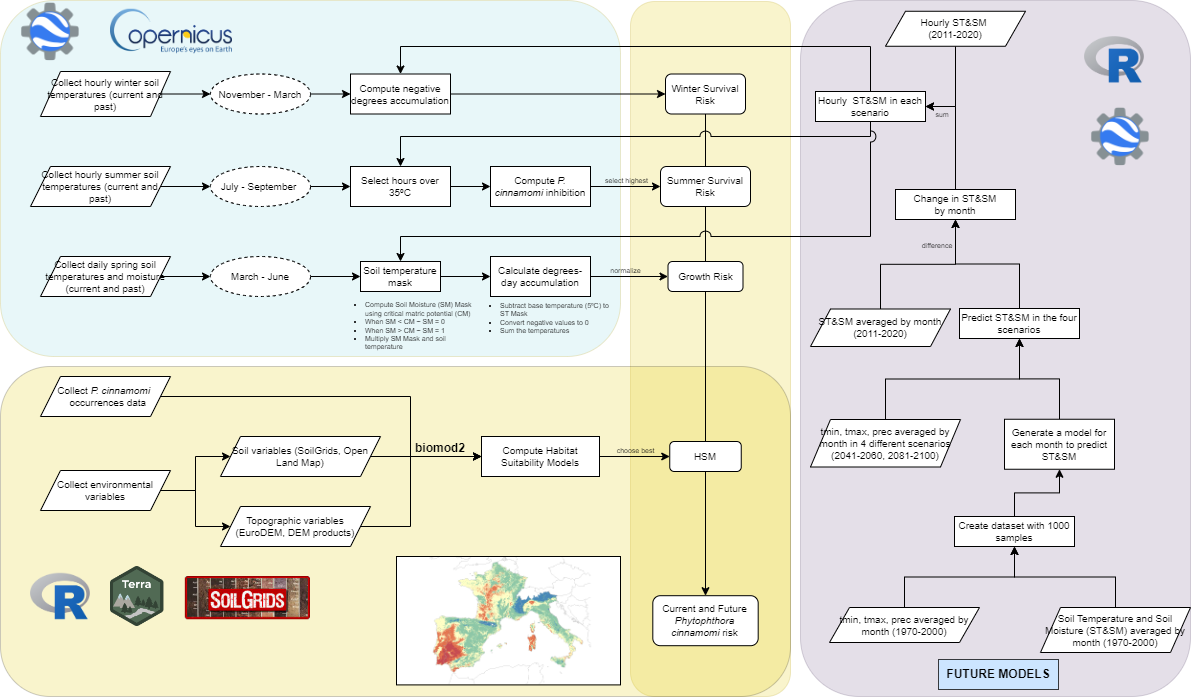 opernicus
Europe's eyes on Earth
Collect hourly winter soil
temperatures (current and
past)
November - March
Compute negative
degrees accumulation
Winter Survival
Risk
Collect hourly summer soil
temperatures (current and
past)
July - September
Select hours over
35ºC
Compute P.
cinnamomi inhibition
select highest
Summer Survival
Risk
Collect daily spring soil
temperatures and moisture
(current and past)
March - June
Soil temperature
mask
Calculate degrees-
day accumulation
normalize
Growth Risk
• Compute Soil Moisture (SM) Mask
using critical matric potential (CM)
• When SM < CM ~ SM = 0
• When SM > CM ~ SM = 1
• Multiply SM Mask and soil
temperature
• Subtract base temperature (5ºC) to
ST Mask
• Convert negative values to 0
• Sum the temperatures
Collect P. cinnamomi
occurrences data
Soil variables (SoilGrids, Open
Land Map)
biomod2
Compute Habitat
Suitability Models
choose best
HSM
Collect environmental
variables
Topographic variables
(EuroDEM, DEM products)
R
Terra
SOILGRIDS
Current and Future
Phytophthora
cinnamomi risk
Hourly ST&SM
(2011-2020)
R
Hourly ST&SM in each
scenario
sum
Change in ST&SM
by month
difference
ST&SM averaged by month
(2011-2020)
Predict ST&SM in the four
scenarios
tmin, tmax, prec averaged by
month in 4 different scenarios
(2041-2060, 2081-2100)
Generate a model for
each month to predict
ST&SM
Create dataset with 1000
samples
tmin, tmax, prec averaged by
month (1970-2000)
Soil Temperature and Soil
Moisture (ST&SM) averaged by
month (1970-2000)
FUTURE MODELS